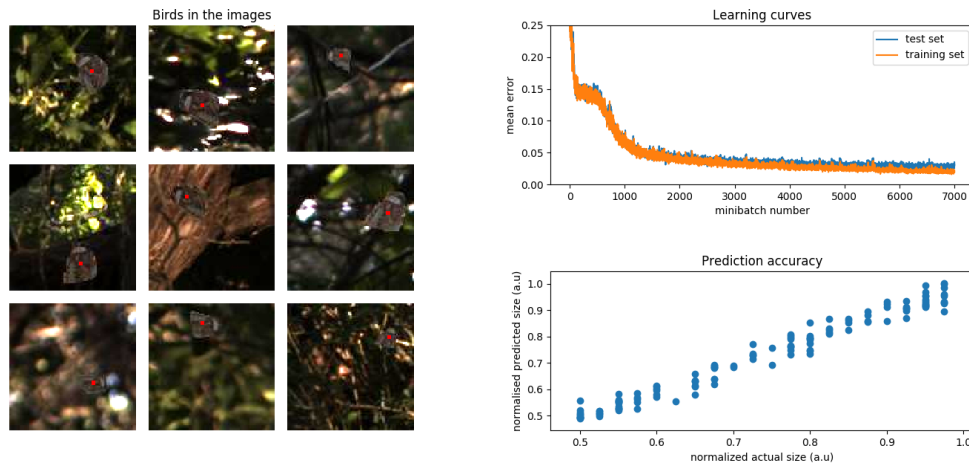 Birds in the images
Learning curves
mean error
0.25
0.20
0.15
0.10
0.05
0.00
test set
training set
0 1000 2000 3000 4000 5000 6000 7000
minibatch number
Prediction accuracy
normalised predicted size (a.u)
1.0
0.9
0.8
0.7
0.6
0.5
0.5 0.6 0.7 0.8 0.9 1.0
normalized actual size (a.u)